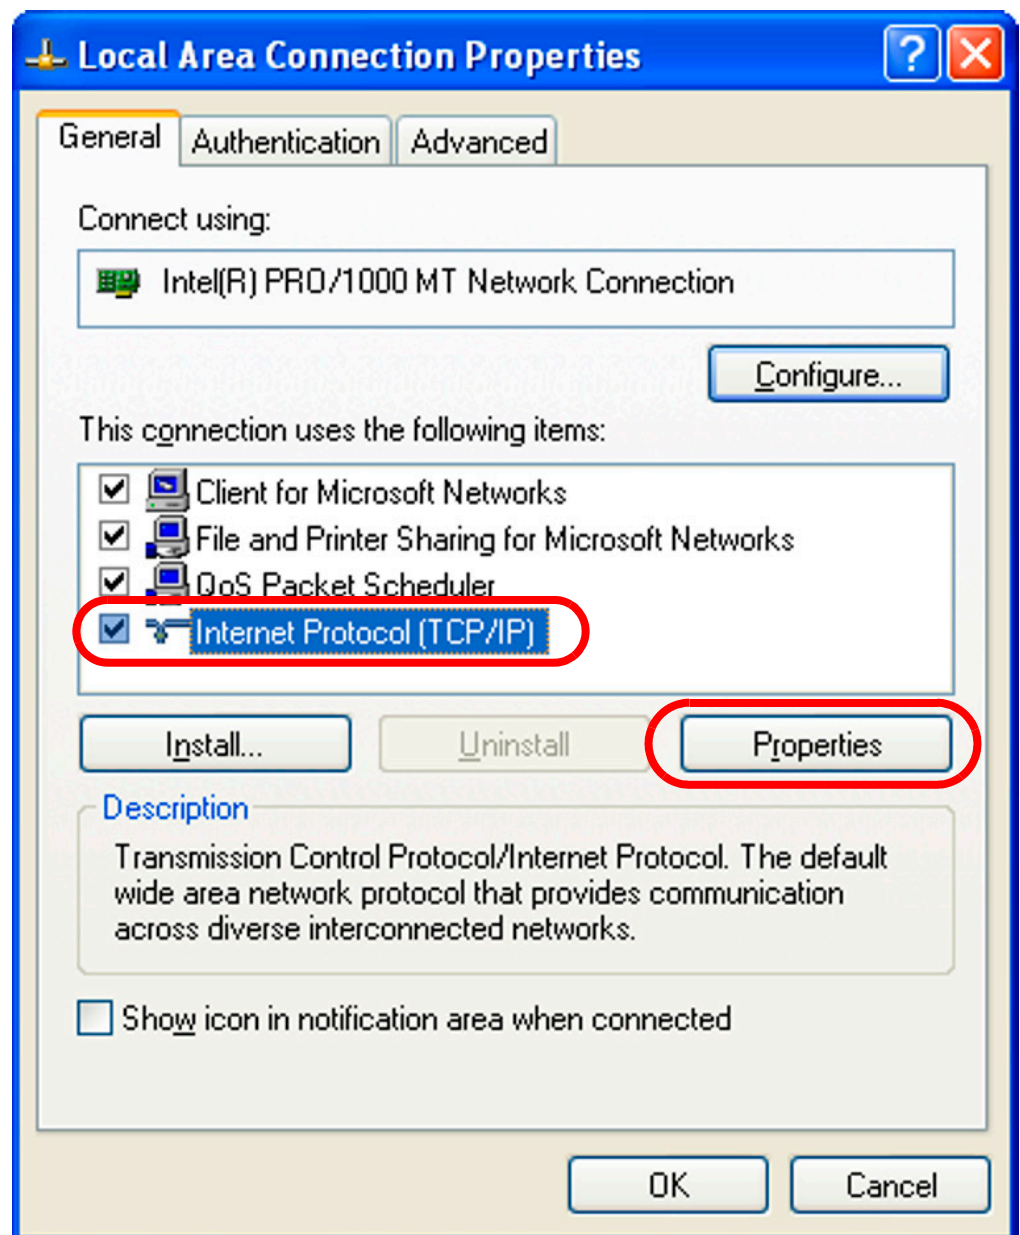 Local Area Connection Properties
?
General
Authentication
Advanced
Connect using:
Intel(R) PRO/1000 MT Network Connection
Configure...
This connection uses the following items:
Client for Microsoft Networks
File and Printer Sharing for Microsoft Networks
QoS Packet Scheduler
Internet Protocol (TCP/IP)
Install...
Uninstall
Properties
Description
Transmission Control Protocol/Internet Protocol. The default
wide area network protocol that provides communication
across diverse interconnected networks.
Show icon in notification area when connected
OK
Cancel